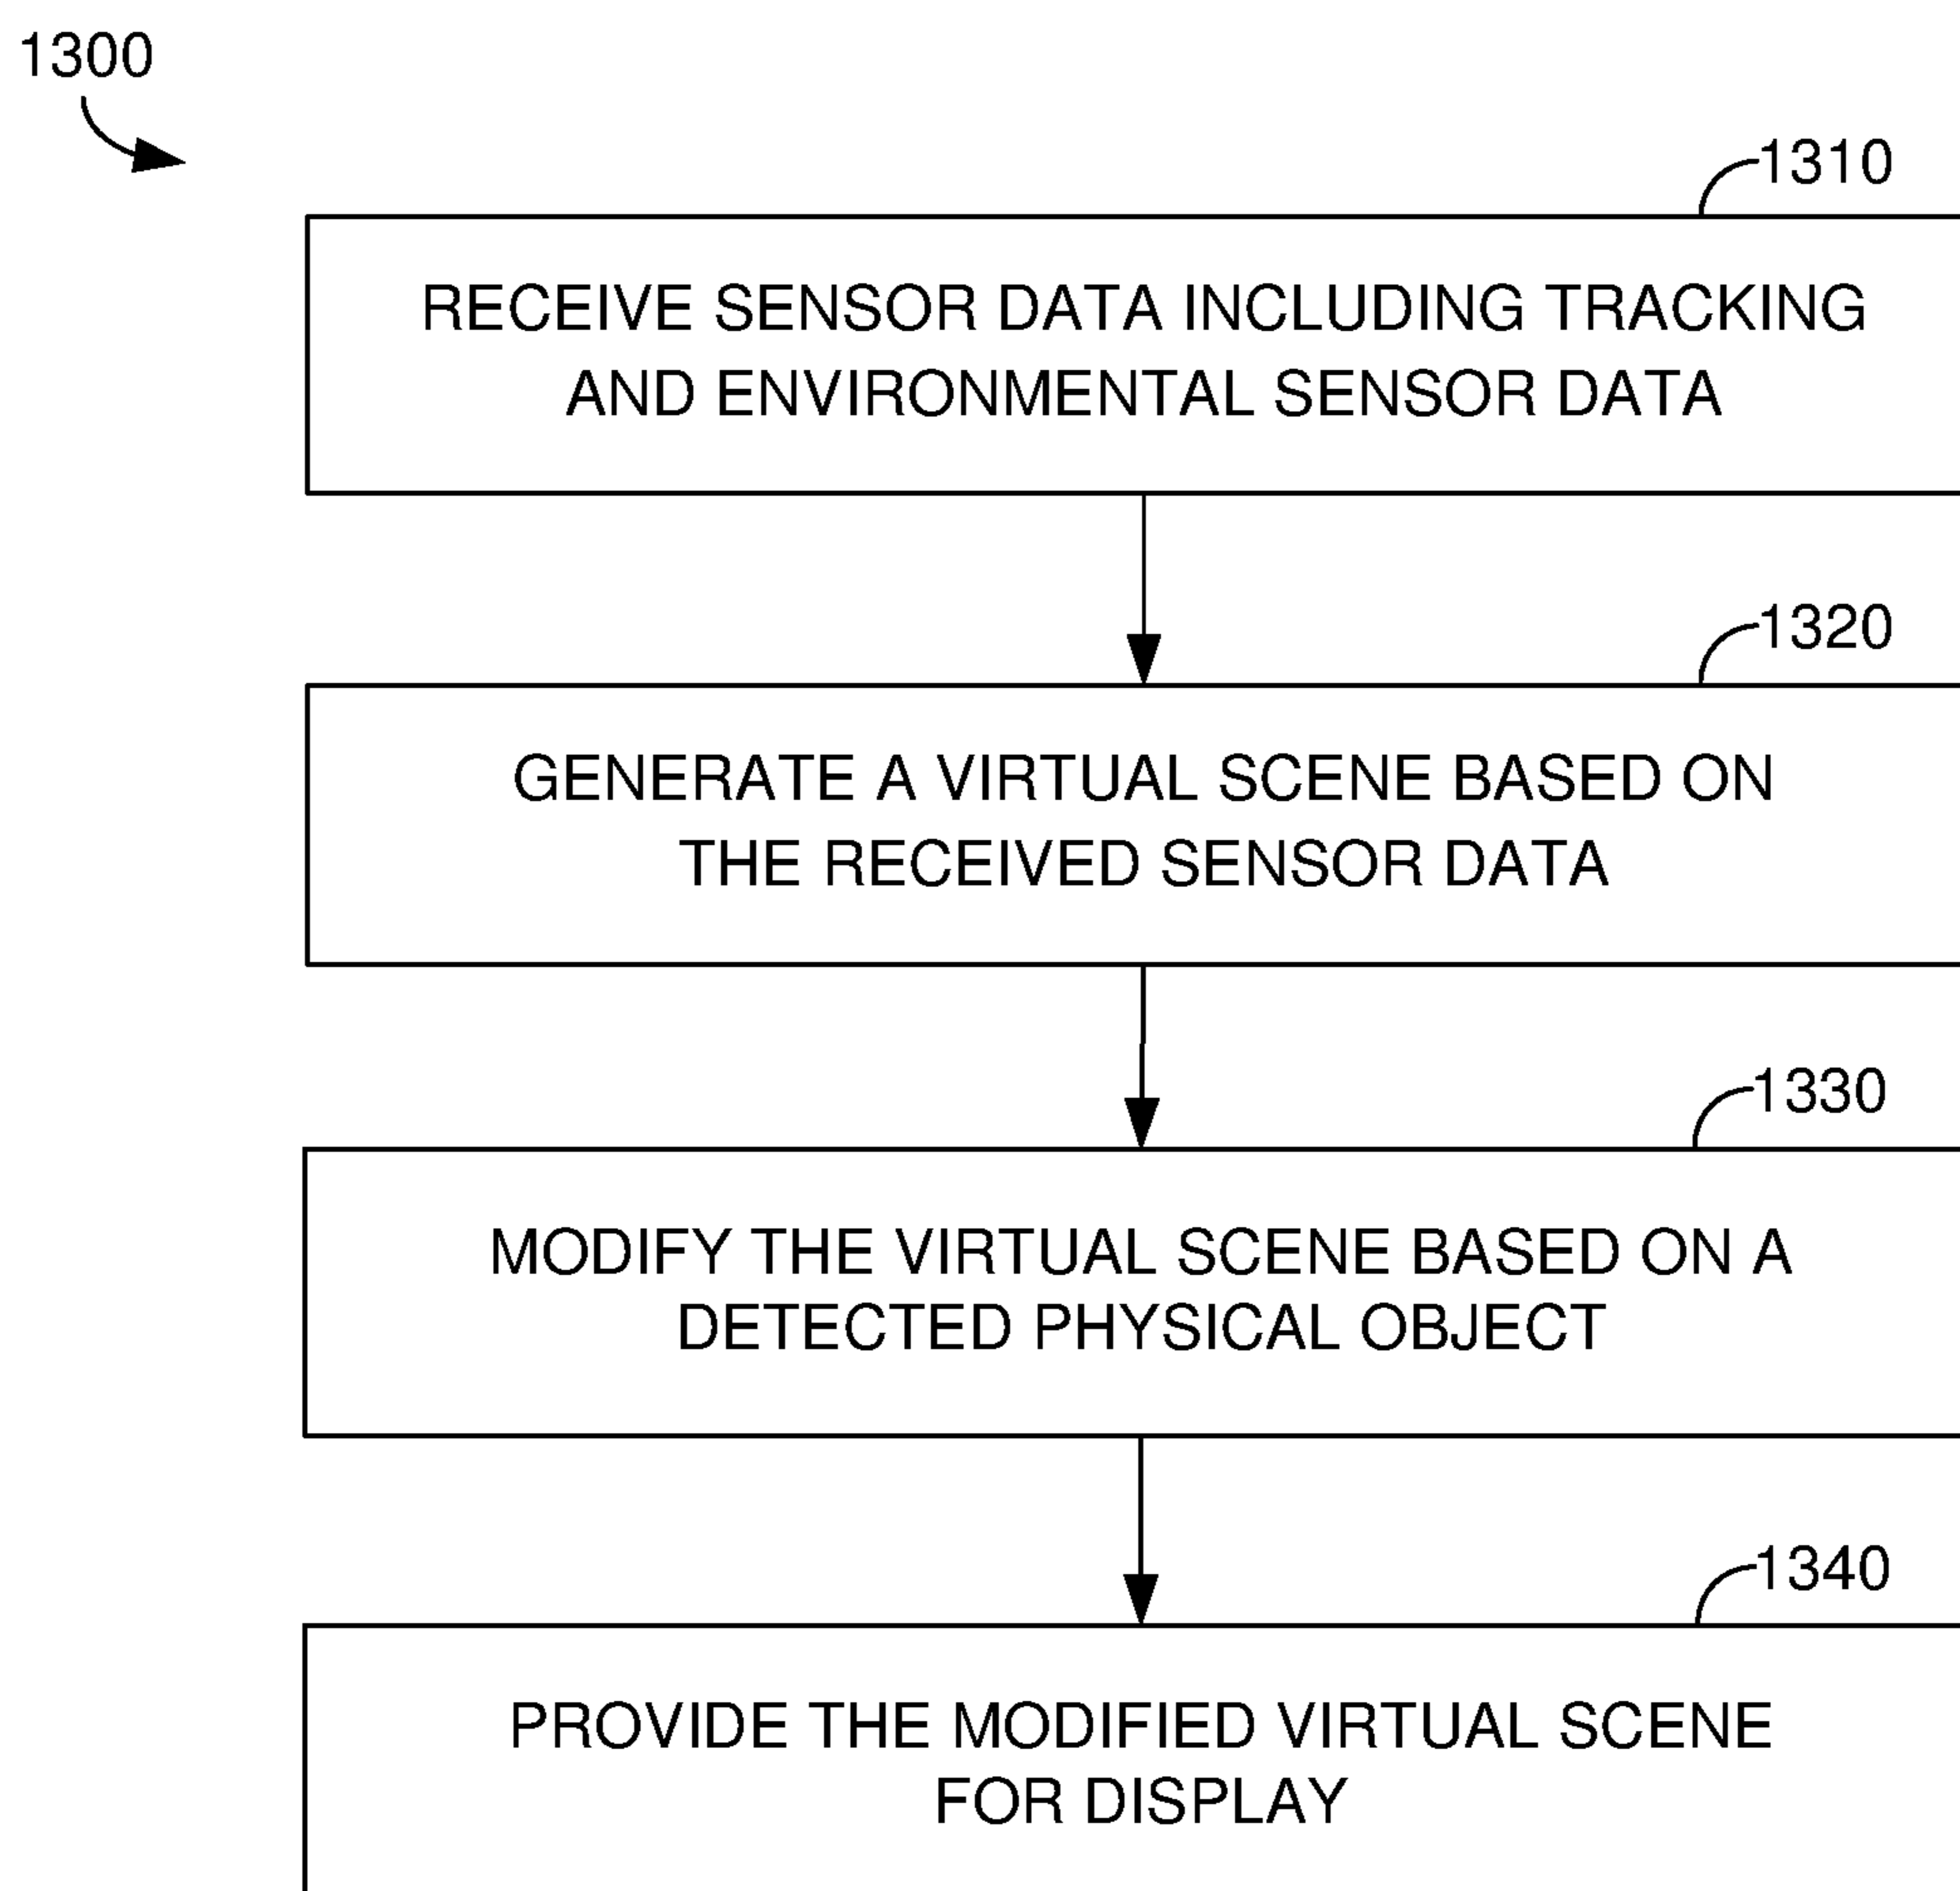 1300
1310
RECEIVE SENSOR DATA INCLUDING TRACKING
AND ENVIRONMENTAL SENSOR DATA
1320
GENERATE A VIRTUAL SCENE BASED ON
THE RECEIVED SENSOR DATA
1330
MODIFY THE VIRTUAL SCENE BASED ON A
DETECTED PHYSICAL OBJECT
1340
PROVIDE THE MODIFIED VIRTUAL SCENE
FOR DISPLAY